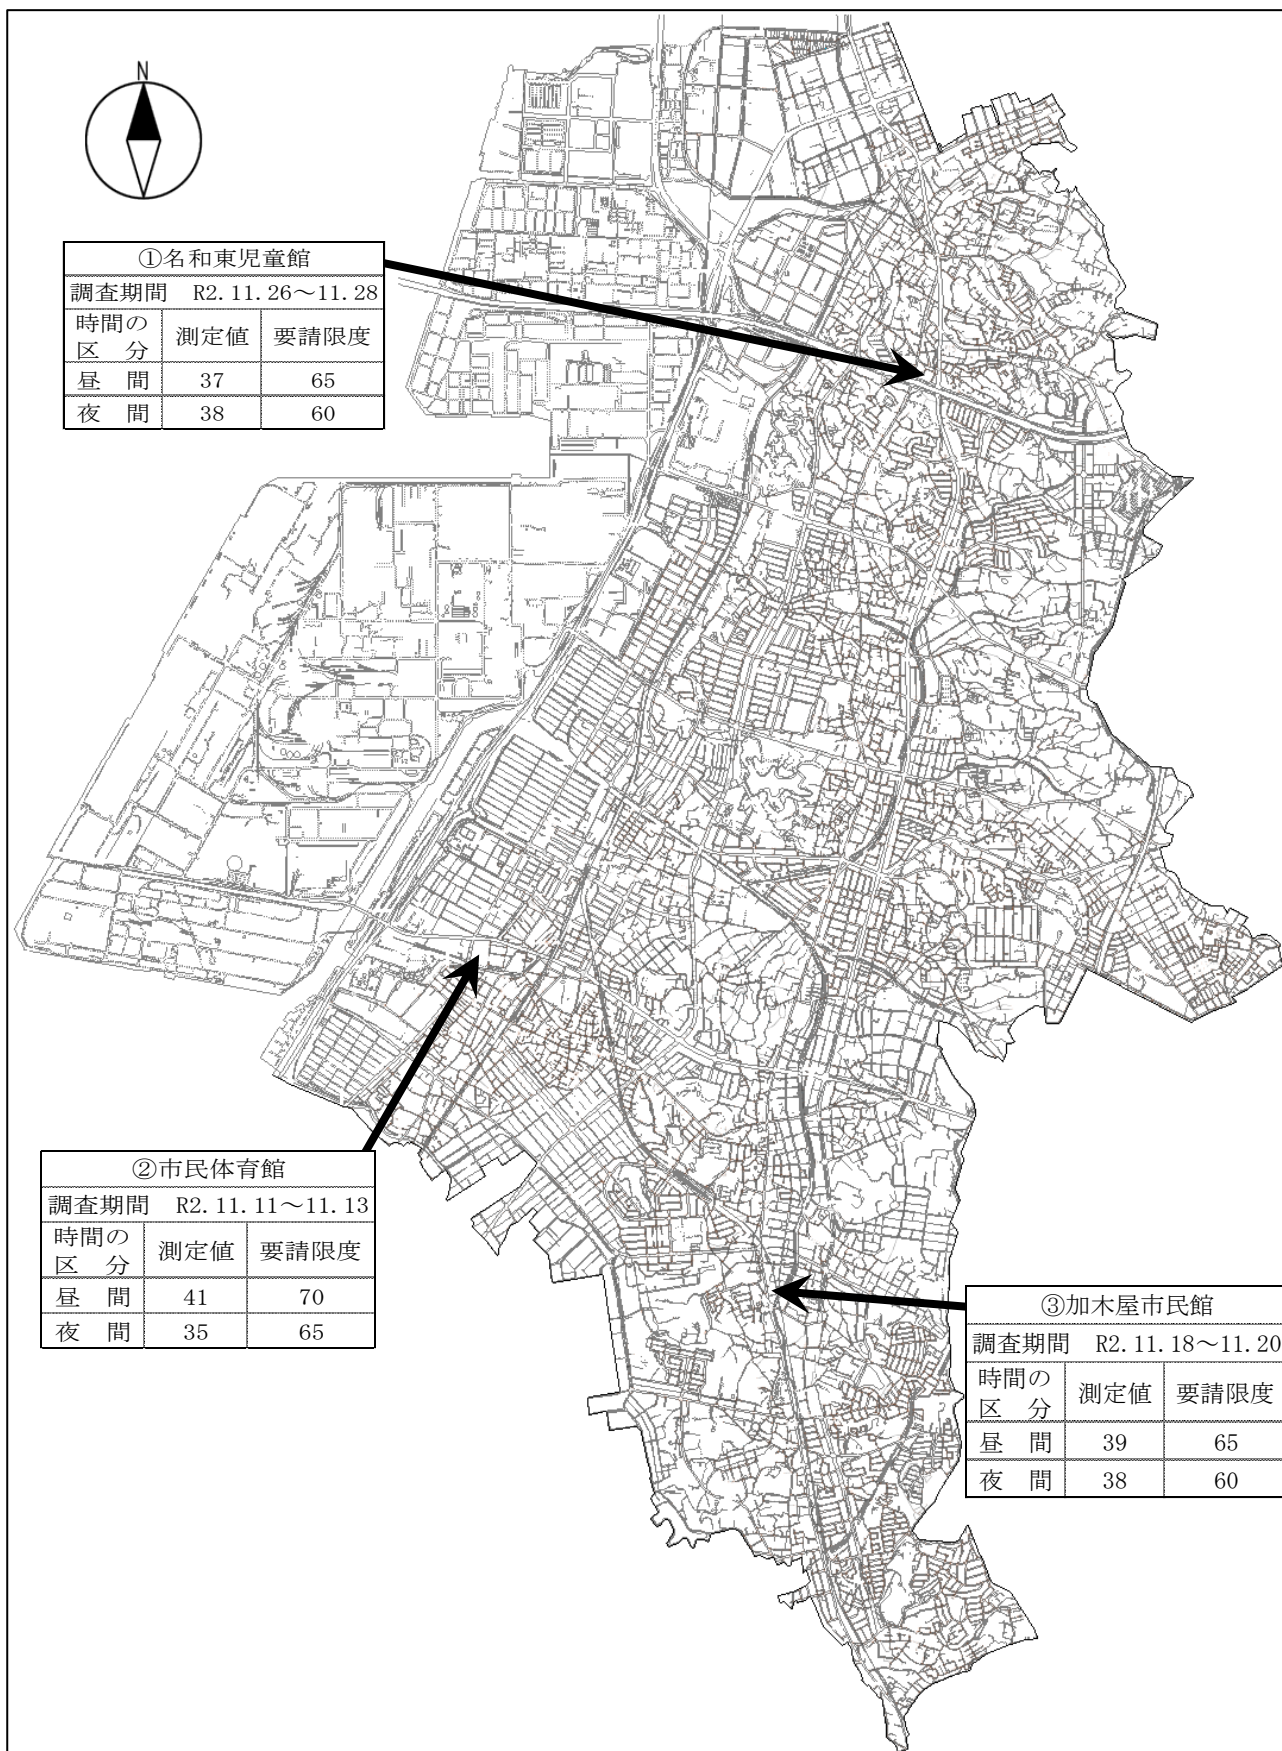 N
①名和東児童館
調査期間 R2.11.26～11.28
時間の区分 測定値 要請限度
昼間 37 65
夜間 38 60
②市民体育館
調査期間 R2.11.11～11.13
時間の区分 測定値 要請限度
昼間 41 70
夜間 35 65
③加木屋市民館
調査期間 R2.11.18～11.20
時間の区分 測定値 要請限度
昼間 39 65
夜間 38 60